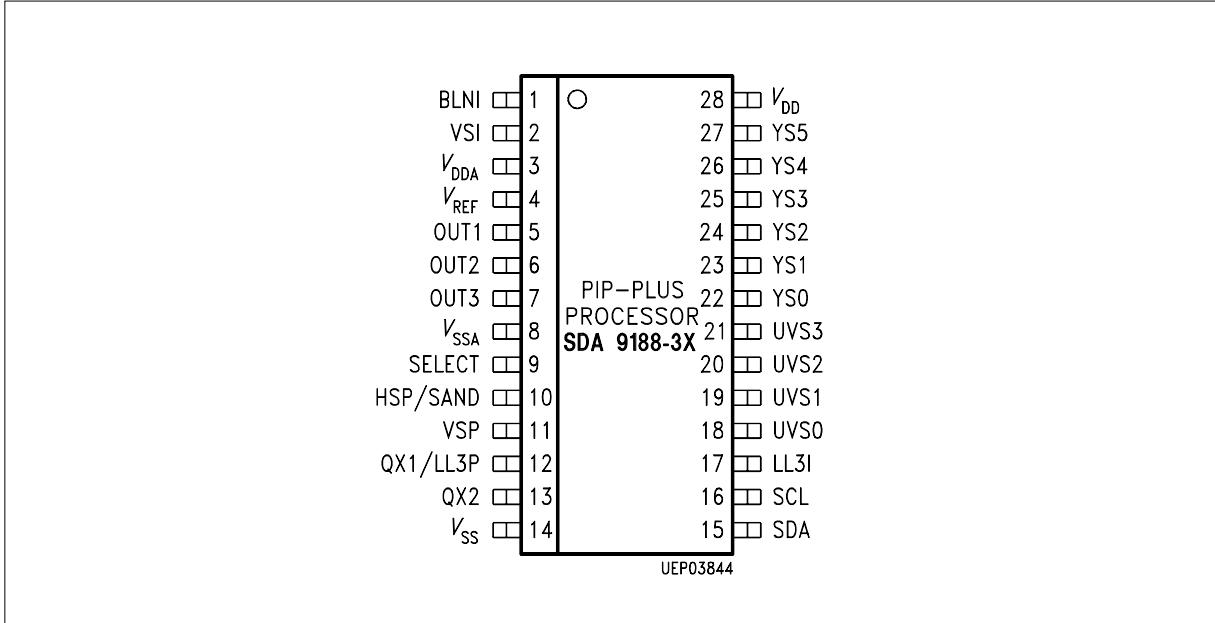 BLNI 1 28 VDD
VSI 2 27 YS5
VDDA 3 26 YS4
VREF 4 25 YS3
OUT1 5 24 YS2
OUT2 6 23 YS1
OUT3 7 22 YS0
VSSA 8 21 UVS3
SELECT 9 20 UVS2
HSP/SAND 10 19 UVS1
VSP 11 18 UVS0
QX1/LL3P 12 17 LL3I
QX2 13 16 SCL
VSS 14 15 SDA
PIP-PLUS
PROCESSOR
SDA 9188-3X
UEP03844